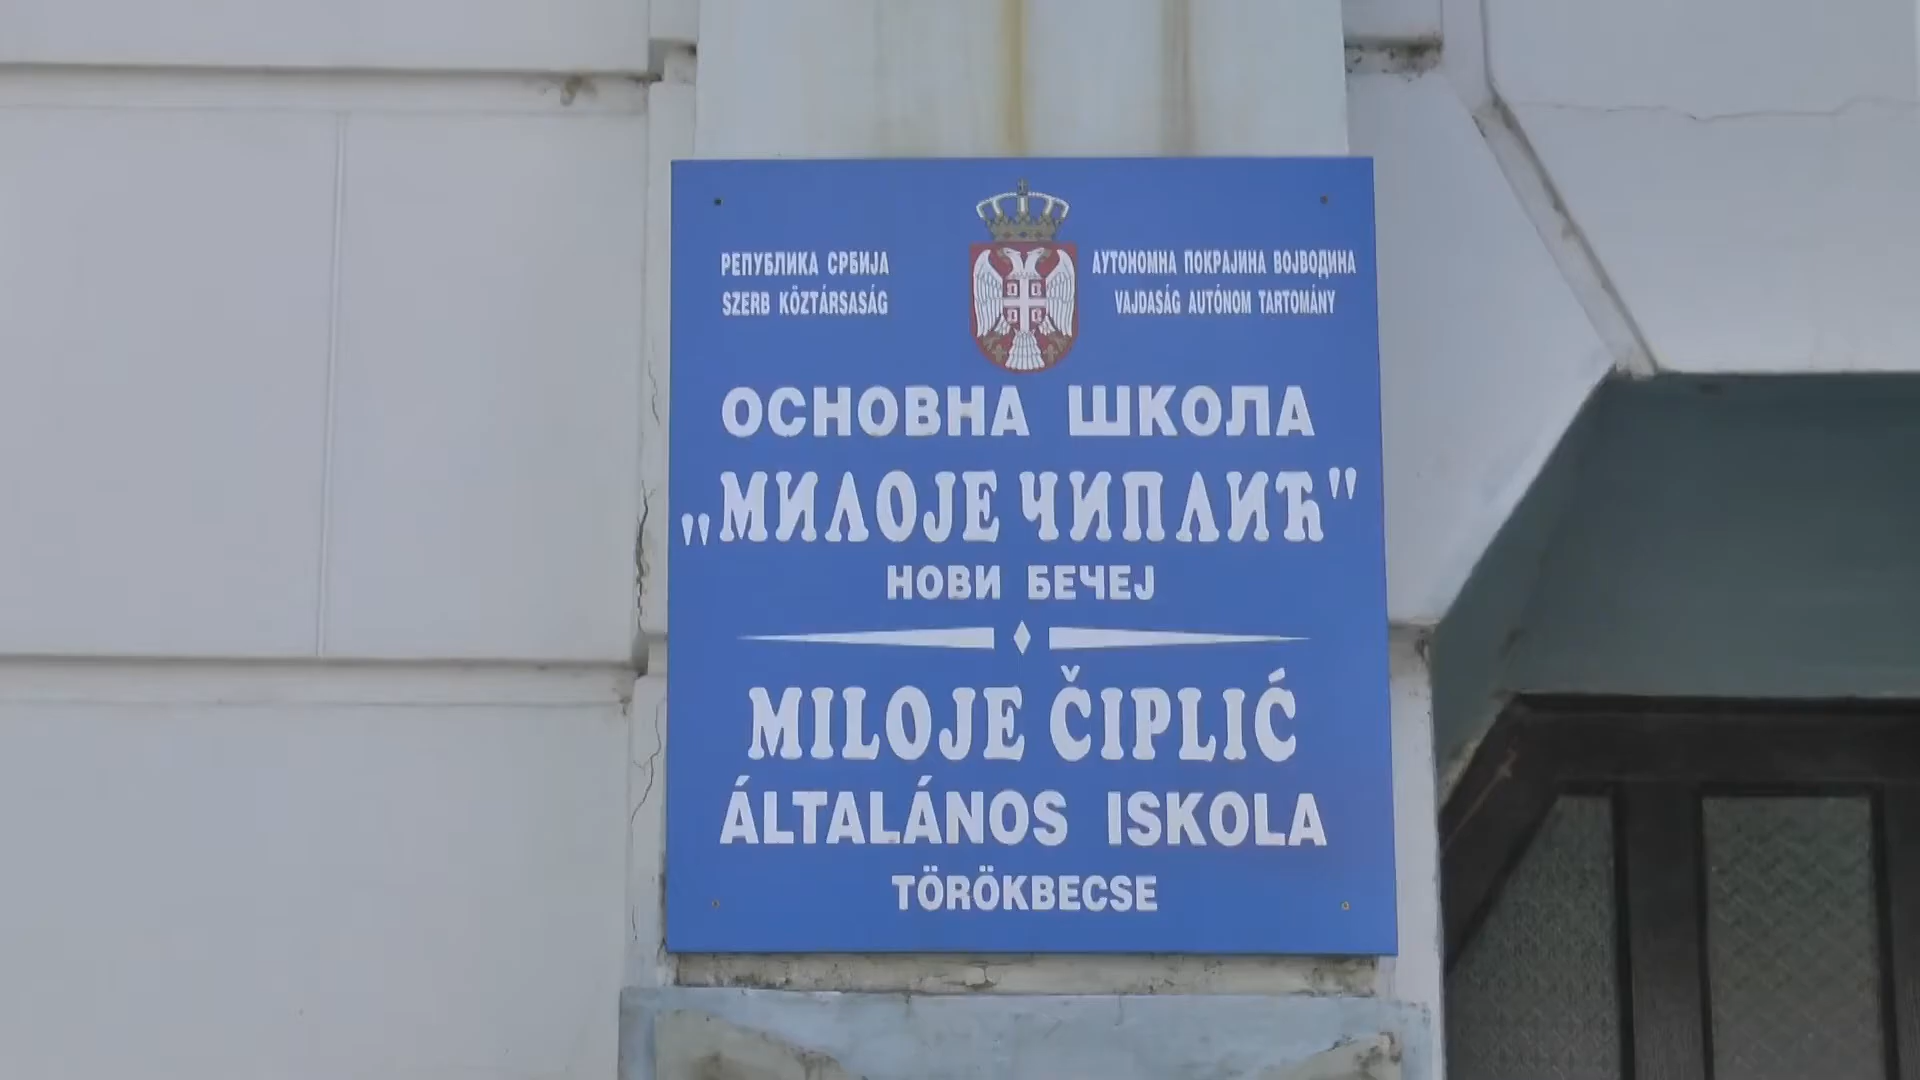 РЕПУБЛИКА СРБИЈА
SZERB KÖZTÁRSASÁG
АУТОНОМНА ПОКРАЈИНА ВОЈВОДИНА
VAJDASÁG AUTÓNOM TARTOMÁNY
ОСНОВНА ШКОЛА
„МИЛОЈЕ ЧИПЛИЋ"
НОВИ БЕЧЕЈ
MILOJE ČIPLIĆ
ÁLTALÁNOS ISKOLA
TÖRÖKBECSE